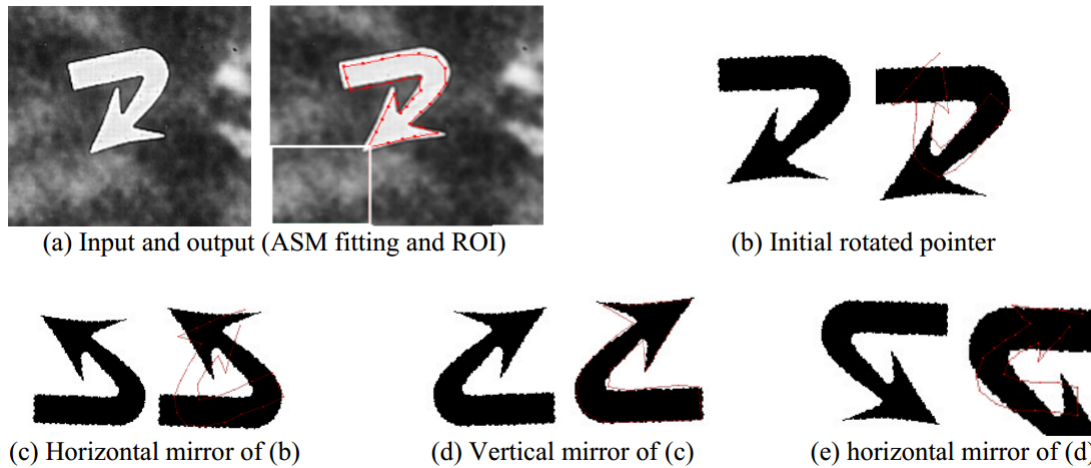 (a) Input and output (ASM fitting and ROI)
(b) Initial rotated pointer
(c) Horizontal mirror of (b)
(d) Vertical mirror of (c)
(e) horizontal mirror of (d)